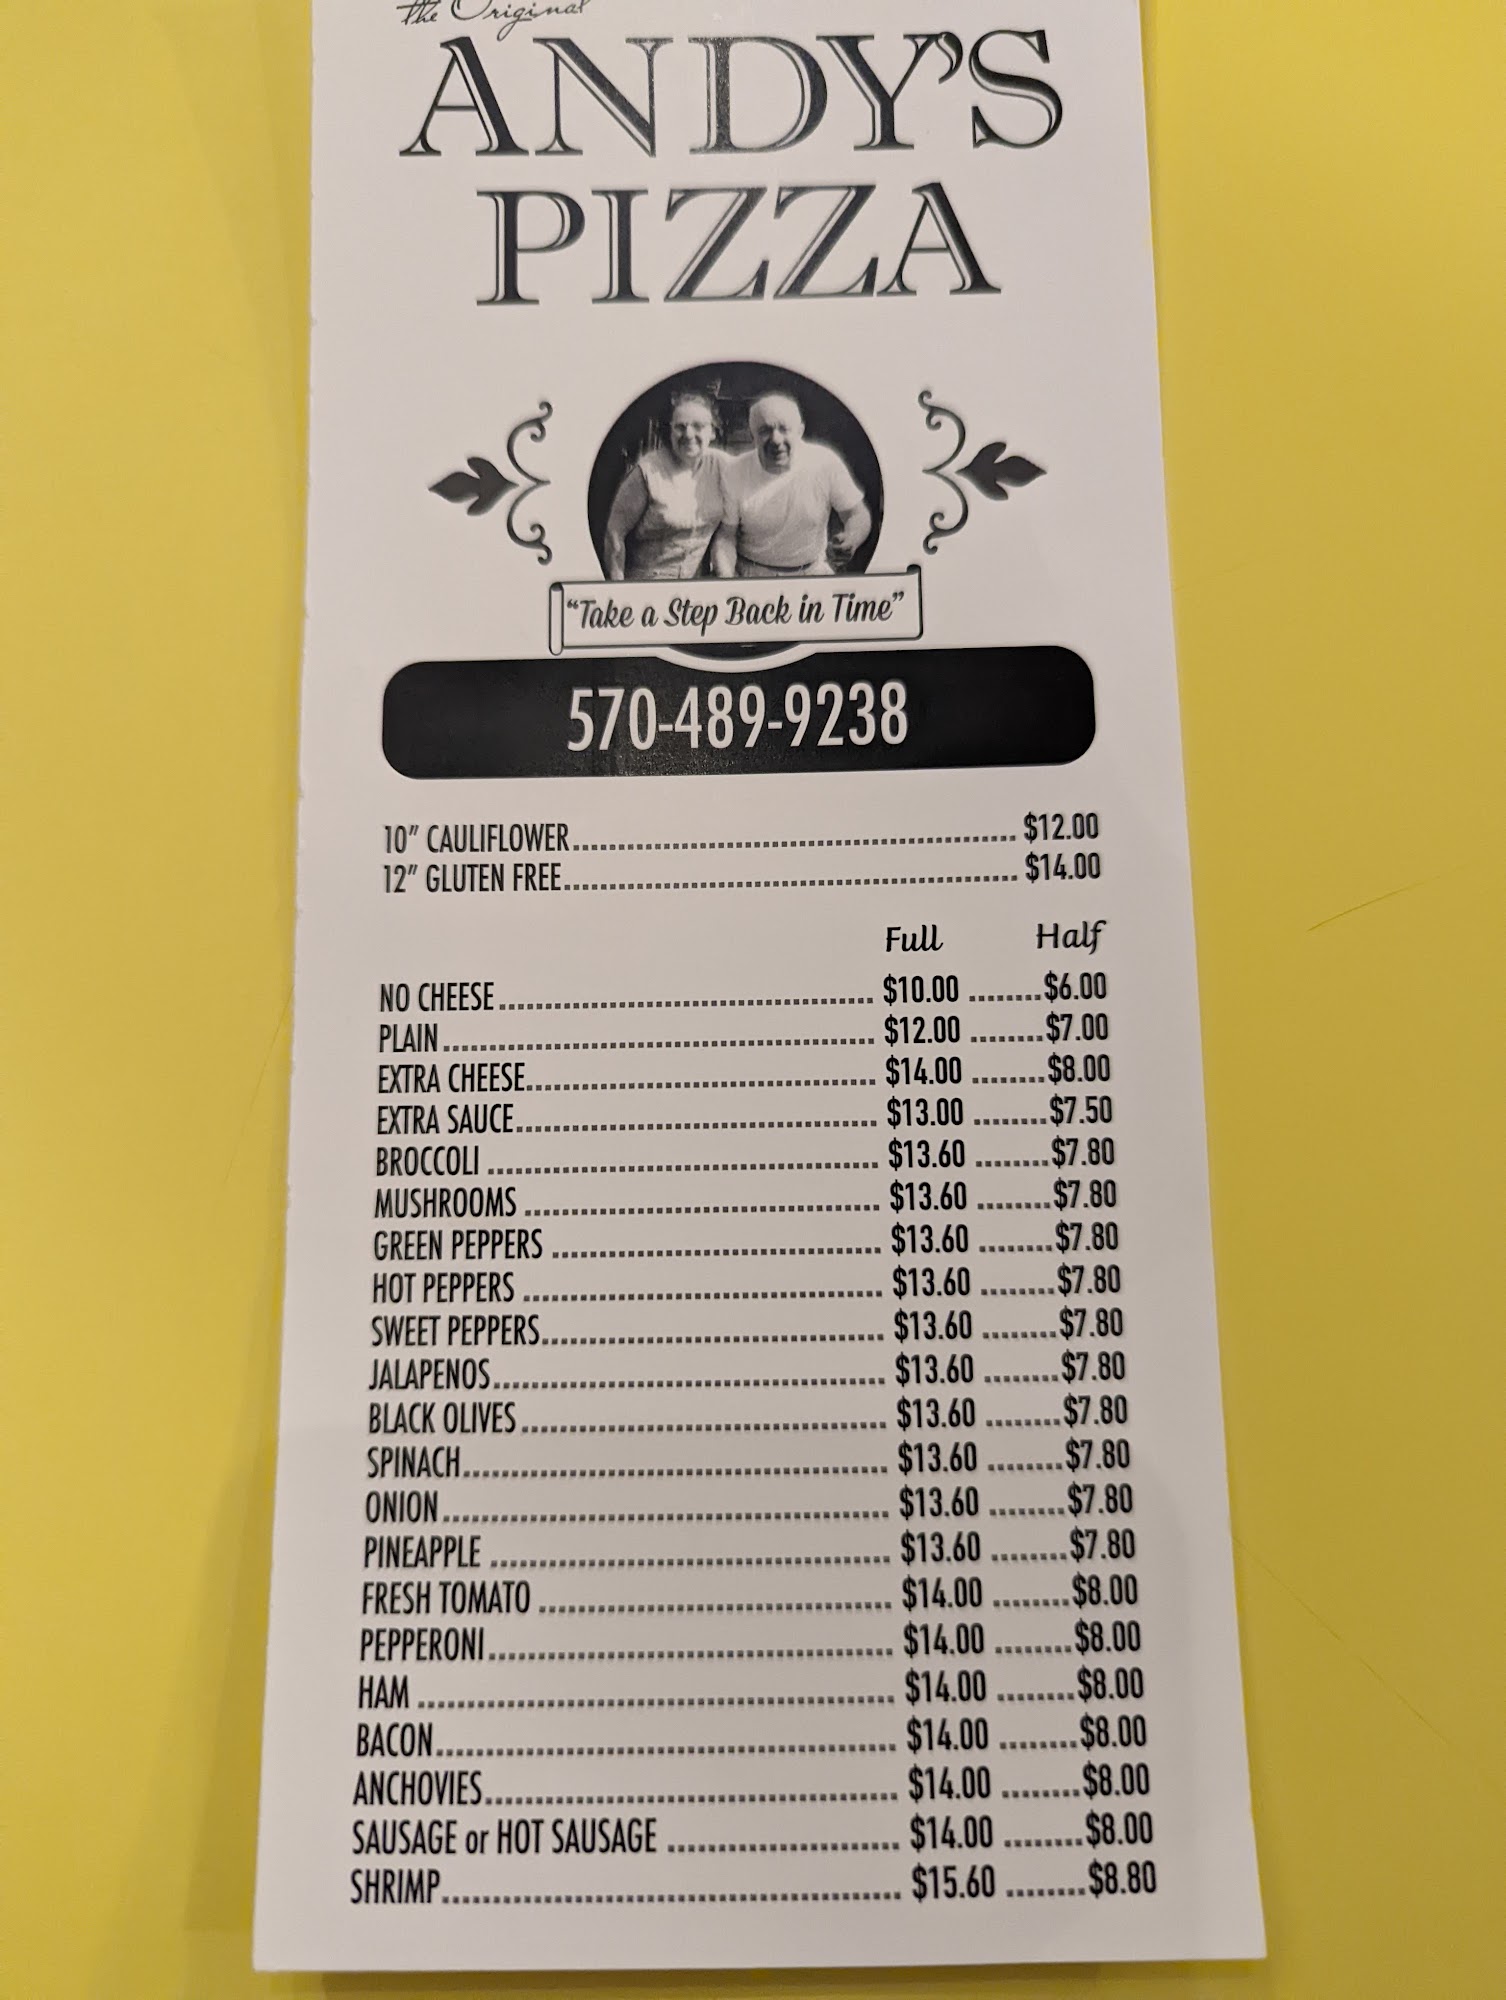 The Original
ANDY'S
PIZZA
"Take a Step Back in Time"
570-489-9238
10" CAULIFLOWER.................................................. $12.00
12" GLUTEN FREE.................................................. $14.00
Full Half
NO CHEESE........................................ $10.00 ........$6.00
PLAIN............................................... $12.00 ........$7.00
EXTRA CHEESE...................................... $14.00 ........$8.00
EXTRA SAUCE....................................... $13.00 ........$7.50
BROCCOLI .......................................... $13.60 ........$7.80
MUSHROOMS ...................................... $13.60 ........$7.80
GREEN PEPPERS ................................... $13.60 ........$7.80
HOT PEPPERS ...................................... $13.60 ........$7.80
SWEET PEPPERS.................................... $13.60 ........$7.80
JALAPENOS.......................................... $13.60 ........$7.80
BLACK OLIVES ...................................... $13.60 ........$7.80
SPINACH............................................. $13.60 ........$7.80
ONION............................................... $13.60 ........$7.80
PINEAPPLE .......................................... $13.60 ........$7.80
FRESH TOMATO ..................................... $14.00 ........$8.00
PEPPERONI.......................................... $14.00 ........$8.00
HAM .................................................. $14.00 ........$8.00
BACON................................................ $14.00 ........$8.00
ANCHOVIES........................................... $14.00 ........$8.00
SAUSAGE or HOT SAUSAGE ........................ $14.00 ........$8.00
SHRIMP............................................... $15.60 ........$8.80